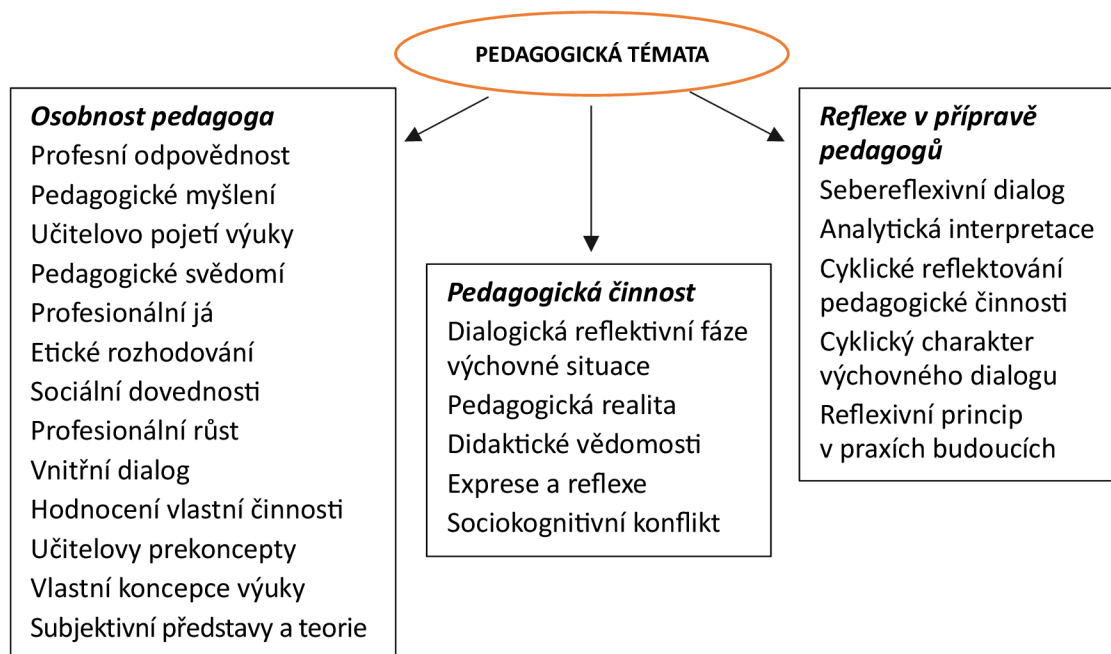 PEDAGOGICKÁ TÉMATA
Osobnost pedagoga
Profesní odpovědnost
Pedagogické myšlení
Učitelovo pojetí výuky
Pedagogické svědomí
Profesionální já
Etické rozhodování
Sociální dovednosti
Profesionální růst
Vnitřní dialog
Hodnocení vlastní činnosti
Učitelovy prekoncepty
Vlastní koncepce výuky
Subjektivní představy a teorie
Pedagogická činnost
Dialogická reflektivní fáze
výchovné situace
Pedagogická realita
Didaktické vědomosti
Exprese a reflexe
Sociokognitivní konflikt
Reflexe v přípravě
pedagogů
Sebereflexivní dialog
Analytická interpretace
Cyklické reflektování
pedagogické činnosti
Cyklický charakter
výchovného dialogu
Reflexivní princip
v praxích budoucích